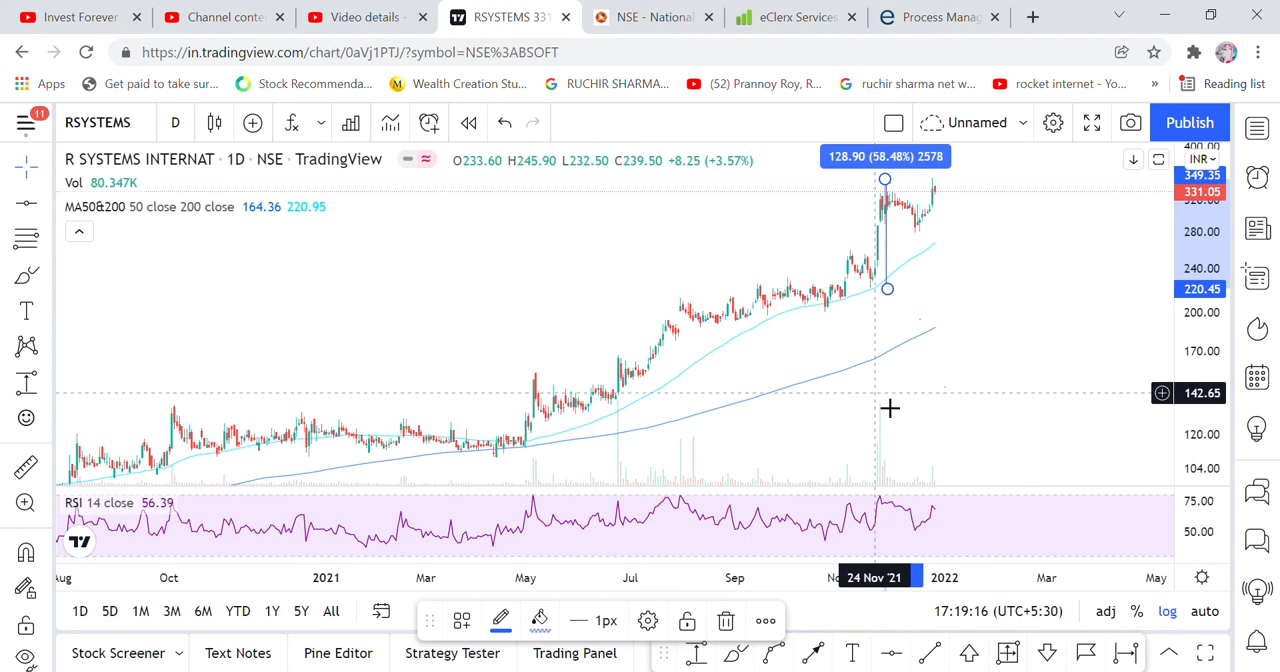 Invest Forever
Channel conte
Video details -
RSYSTEMS 331
NSE - National
eClerx Services
Process Manag
https://in.tradingview.com/chart/0aVj1PTJ/?symbol=NSE%3ABSOFT
Apps
Get paid to take sur...
Stock Recommenda...
Wealth Creation Stu...
RUCHIR SHARMA...
(52) Prannoy Roy, R...
ruchir sharma net w...
rocket internet - Yo...
»
Reading list
11
RSYSTEMS
D
Unnamed
Publish
R SYSTEMS INTERNAT · 1D · NSE · TradingView
O233.60 H245.90 L232.50 C239.50 +8.25 (+3.57%)
128.90 (58.48%) 2578
Vol 80.347K
MA50&200 50 close 200 close 164.36 220.95
400.00
INR
349.35
331.05
320.00
280.00
240.00
220.45
200.00
170.00
142.65
120.00
104.00
RSI 14 close 56.39
75.00
50.00
Aug
Oct
2021
Mar
May
Jul
Sep
24 Nov '21
2022
Mar
May
1D 5D 1M 3M 6M YTD 1Y 5Y All
17:19:16 (UTC+5:30)
adj % log auto
1px
Stock Screener
Text Notes
Pine Editor
Strategy Tester
Trading Panel